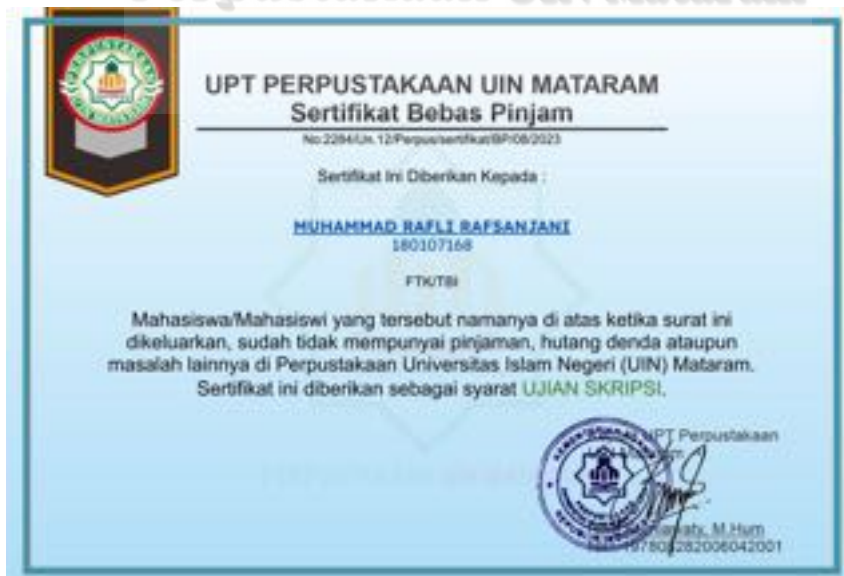 UPT PERPUSTAKAAN UIN MATARAM
Sertifikat Bebas Pinjam
No:2284/Un.12/Perpus/sertifikat/BP/08/2023
Sertifikat Ini Diberikan Kepada :
MUHAMMAD RAFLI RAFSANJANI
180107168
FTK/TBI
Mahasiswa/Mahasiswi yang tersebut namanya di atas ketika surat ini
dikeluarkan, sudah tidak mempunyai pinjaman, hutang denda ataupun
masalah lainnya di Perpustakaan Universitas Islam Negeri (UIN) Mataram.
Sertifikat ini diberikan sebagai syarat UJIAN SKRIPSI.
UPT Perpustakaan
M.Hum
197808282006042001